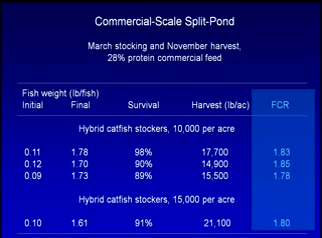 Commercial-Scale Split-Pond
March stocking and November harvest,
28% protein commercial feed
Fish weight (lb/fish)
Initial Final Survival Harvest (lb/ac) FCR
Hybrid catfish stockers, 10,000 per acre
0.11 1.78 98% 17,700 1.83
0.12 1.70 90% 14,900 1.85
0.09 1.73 89% 15,500 1.78
Hybrid catfish stockers, 15,000 per acre
0.10 1.61 91% 21,100 1.80